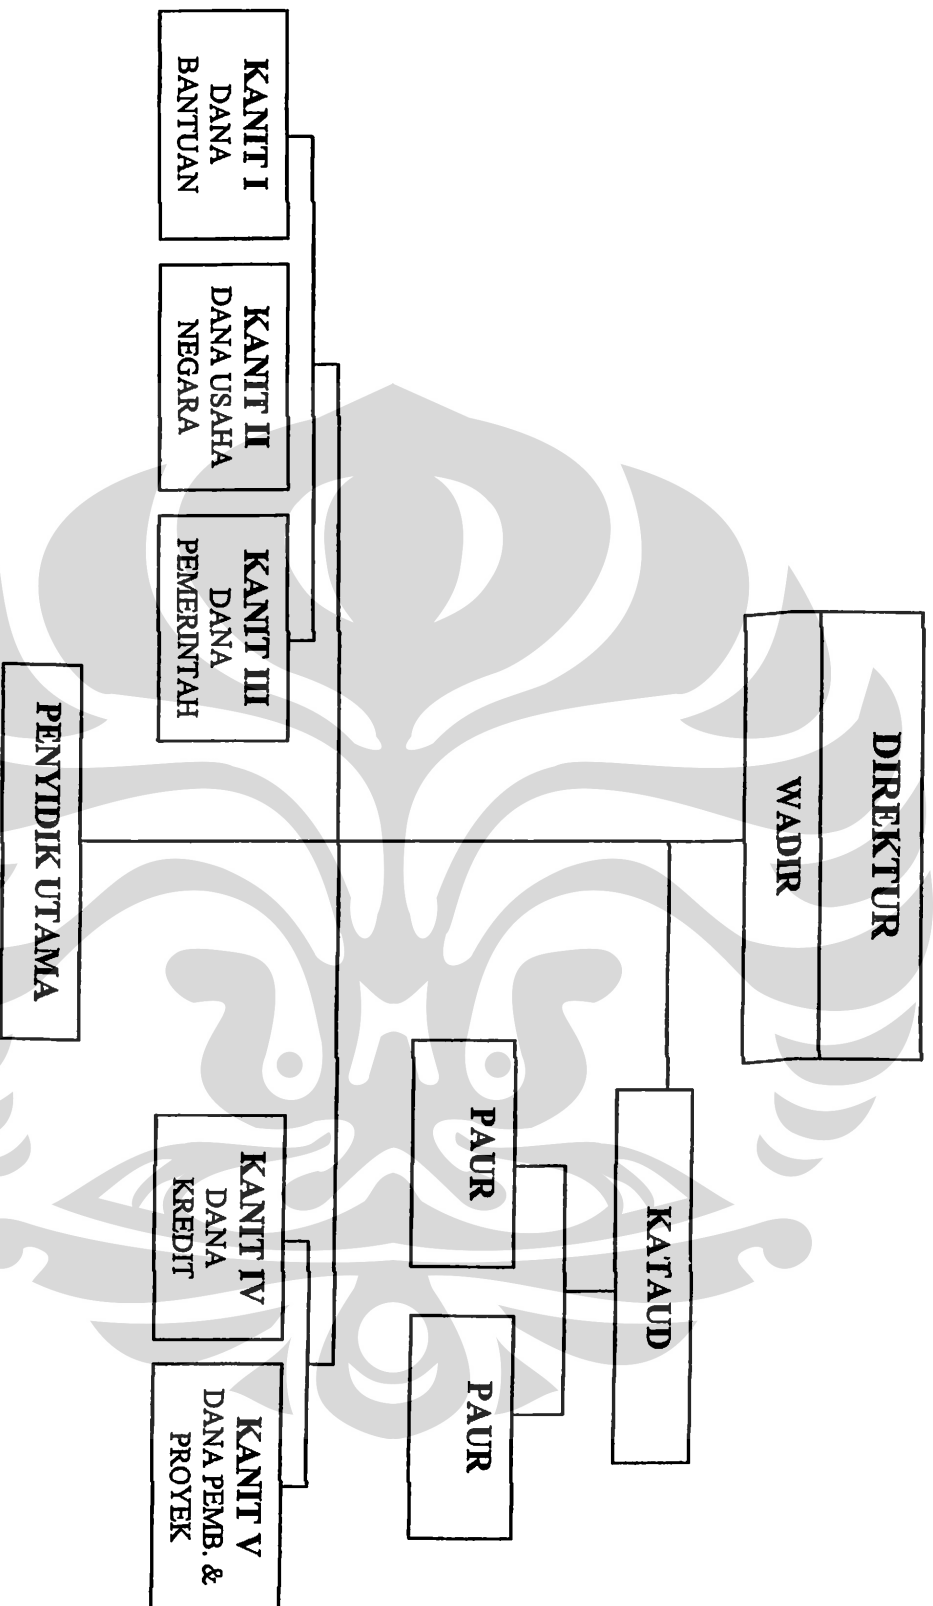 DIREKTUR
WADIR
KATAUD
PAUR
PAUR
KANIT I
DANA
BANTUAN
KANIT II
DANA USAHA
NEGARA
KANIT III
DANA
PEMERINTAH
KANIT IV
DANA
KREDIT
KANIT V
DANA PEMB. &
PROYEK
PENYIDIK UTAMA